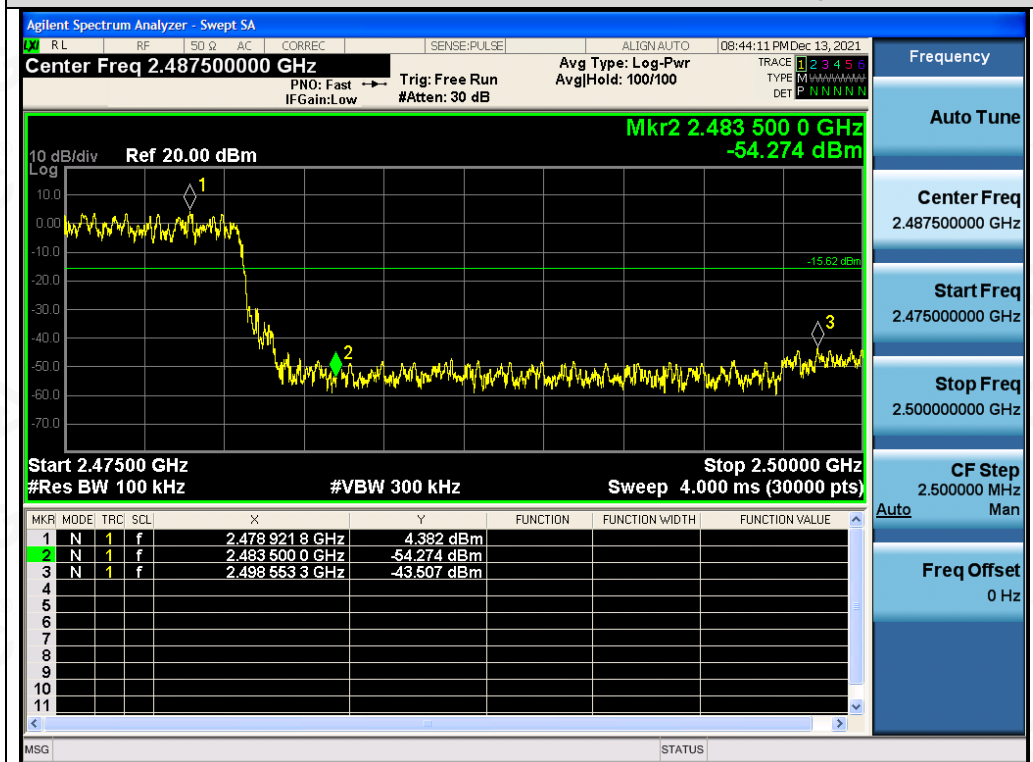 Agilent Spectrum Analyzer - Swept SA
LXI RL RF 50 Ω AC CORREC SENSE:PULSE ALIGN AUTO 08:44:11 PM Dec 13, 2021
Center Freq 2.487500000 GHz
PNO: Fast
IFGain:Low
Trig: Free Run
#Atten: 30 dB
Avg Type: Log-Pwr
Avg|Hold: 100/100
TRACE 1 2 3 4 5 6
TYPE M WWWWW
DET P N N N N N
Mkr2 2.483 500 0 GHz
-54.274 dBm
10 dB/div Ref 20.00 dBm
Log
10.0
0.00
-10.0
-20.0
-30.0
-40.0
-50.0
-60.0
-70.0
1
2
3
-15.62 dBm
Start 2.47500 GHz Stop 2.50000 GHz
#Res BW 100 kHz #VBW 300 kHz Sweep 4.000 ms (30000 pts)
MKR MODE TRC SCL X Y FUNCTION FUNCTION WIDTH FUNCTION VALUE
1 N 1 f 2.478 921 8 GHz 4.382 dBm
2 N 1 f 2.483 500 0 GHz -54.274 dBm
3 N 1 f 2.498 553 3 GHz -43.507 dBm
4
5
6
7
8
9
10
11
MSG STATUS
Frequency
Auto Tune
Center Freq
2.487500000 GHz
Start Freq
2.475000000 GHz
Stop Freq
2.500000000 GHz
CF Step
2.500000 MHz
Auto Man
Freq Offset
0 Hz